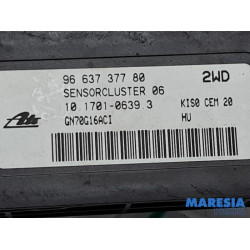 96 637 377 80 2WD
SENSORCLUSTER 06
10.1701-0639.3 KIS0 CEM 20
GN70G16ACI HU
Ate
MARESIA